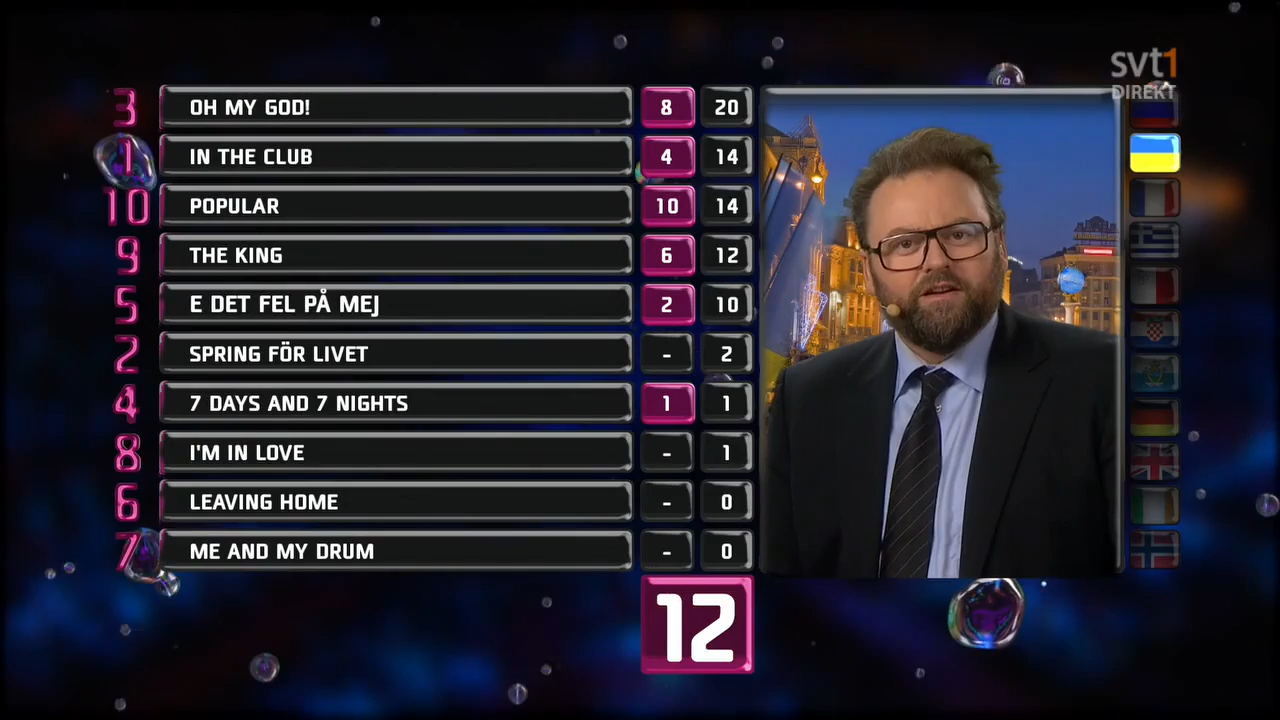 svt1
DIREKT
3 OH MY GOD! 8 20
1 IN THE CLUB 4 14
10 POPULAR 10 14
9 THE KING 6 12
5 E DET FEL PÅ MEJ 2 10
2 SPRING FÖR LIVET - 2
4 7 DAYS AND 7 NIGHTS 1 1
8 I'M IN LOVE - 1
6 LEAVING HOME - 0
7 ME AND MY DRUM - 0
12